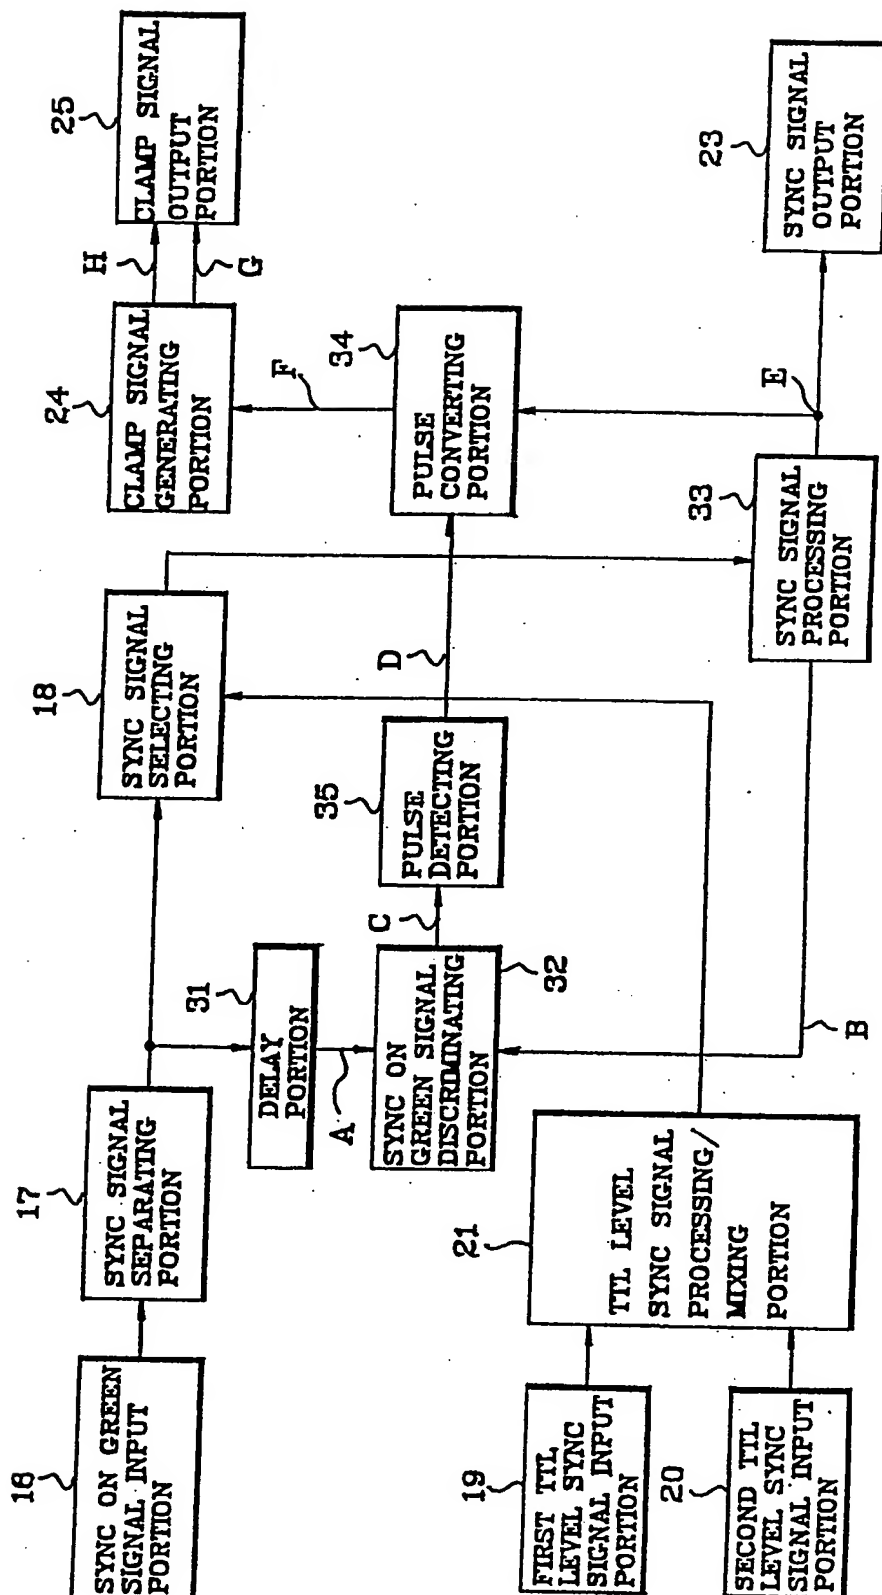 16
SYNC ON GREEN
SIGNAL INPUT
PORTION
17
SYNC SIGNAL
SEPARATING
PORTION
18
SYNC SIGNAL
SELECTING
PORTION
24
CLAMP SIGNAL
GENERATING
PORTION
H
G
25
CLAMP SIGNAL
OUTPUT
PORTION
31
DELAY
PORTION
A
SYNC ON
GREEN SIGNAL
DISCRIMINATING
PORTION
32
C
35
PULSE
DETECTING
PORTION
D
34
PULSE
CONVERTING
PORTION
F
19
FIRST TTL
LEVEL SYNC
SIGNAL INPUT
PORTION
20
SECOND TTL
LEVEL SYNC
SIGNAL INPUT
PORTION
21
TTL LEVEL
SYNC SIGNAL
PROCESSING/
MIXING
PORTION
B
33
SYNC SIGNAL
PROCESSING
PORTION
E
23
SYNC SIGNAL
OUTPUT
PORTION